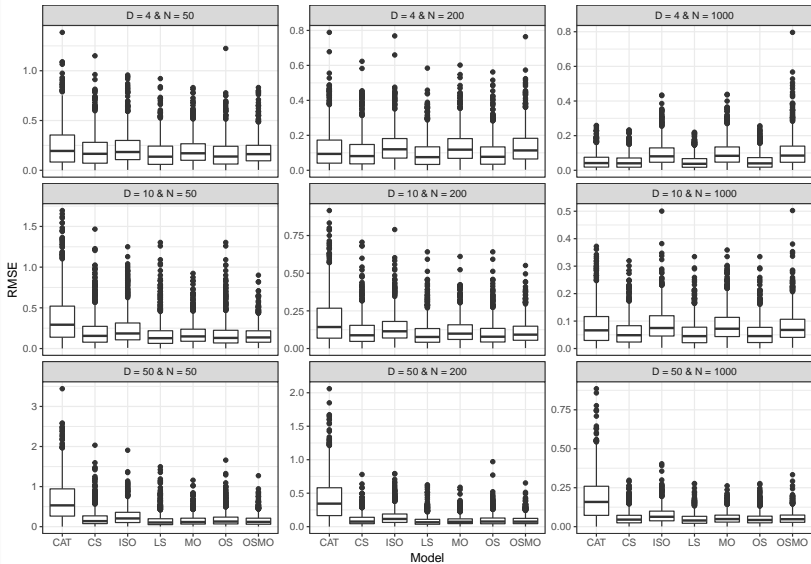 D = 4 & N = 50
D = 4 & N = 200
D = 4 & N = 1000
1.0
0.5
0.0
0.8
0.6
0.4
0.2
0.0
0.8
0.6
0.4
0.2
0.0
D = 10 & N = 50
D = 10 & N = 200
D = 10 & N = 1000
RMSE
1.5
1.0
0.5
0.0
0.75
0.50
0.25
0.00
0.5
0.4
0.3
0.2
0.1
0.0
D = 50 & N = 50
D = 50 & N = 200
D = 50 & N = 1000
3
2
1
0
2.0
1.5
1.0
0.5
0.0
0.75
0.50
0.25
0.00
CAT CS ISO LS MO OS OSMO
CAT CS ISO LS MO OS OSMO
CAT CS ISO LS MO OS OSMO
Model